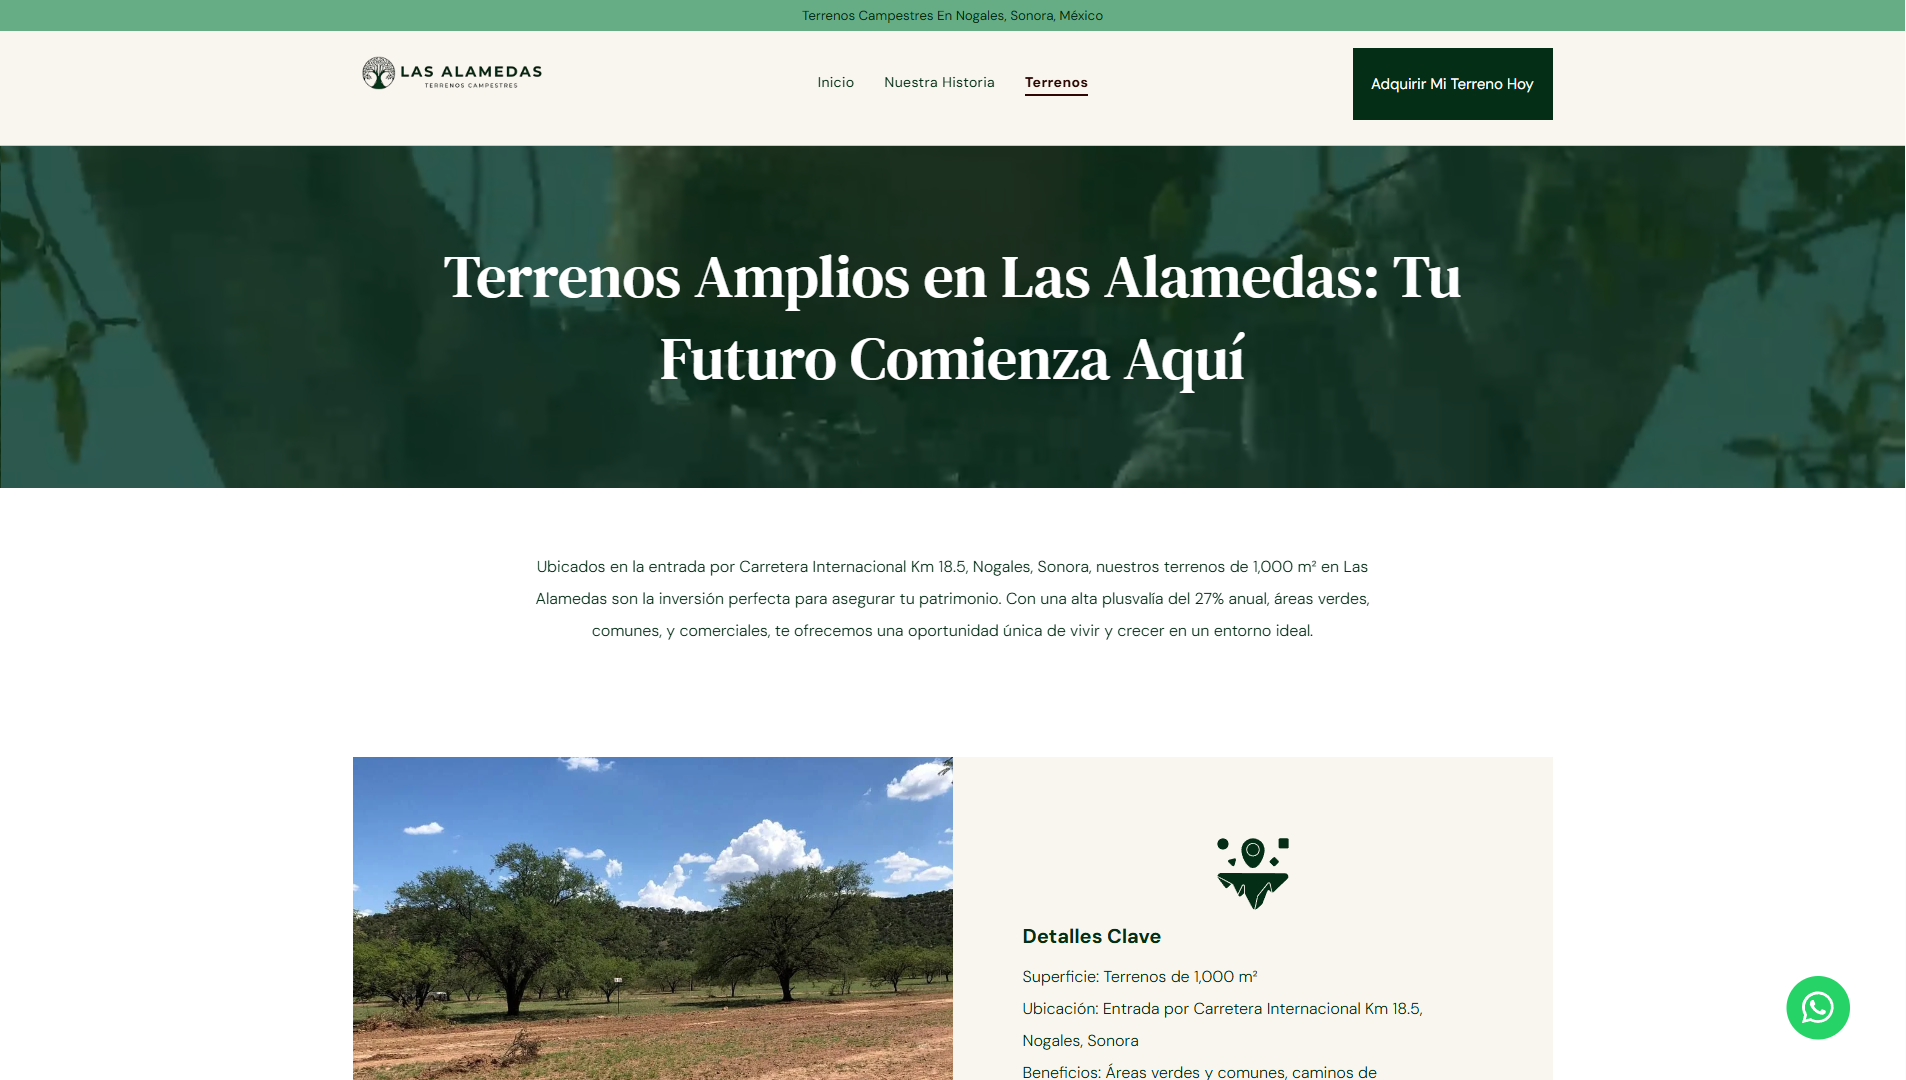 Terrenos Campestres En Nogales, Sonora, México
LAS ALAMEDAS
TERRENOS CAMPESTRES
Inicio
Nuestra Historia
Terrenos
Adquirir Mi Terreno Hoy
Terrenos Amplios en Las Alamedas: Tu
Futuro Comienza Aquí
Ubicados en la entrada por Carretera Internacional Km 18.5, Nogales, Sonora, nuestros terrenos de 1,000 m² en Las
Alamedas son la inversión perfecta para asegurar tu patrimonio. Con una alta plusvalía del 27% anual, áreas verdes,
comunes, y comerciales, te ofrecemos una oportunidad única de vivir y crecer en un entorno ideal.
Detalles Clave
Superficie: Terrenos de 1,000 m²
Ubicación: Entrada por Carretera Internacional Km 18.5,
Nogales, Sonora
Beneficios: Áreas verdes y comunes, caminos de